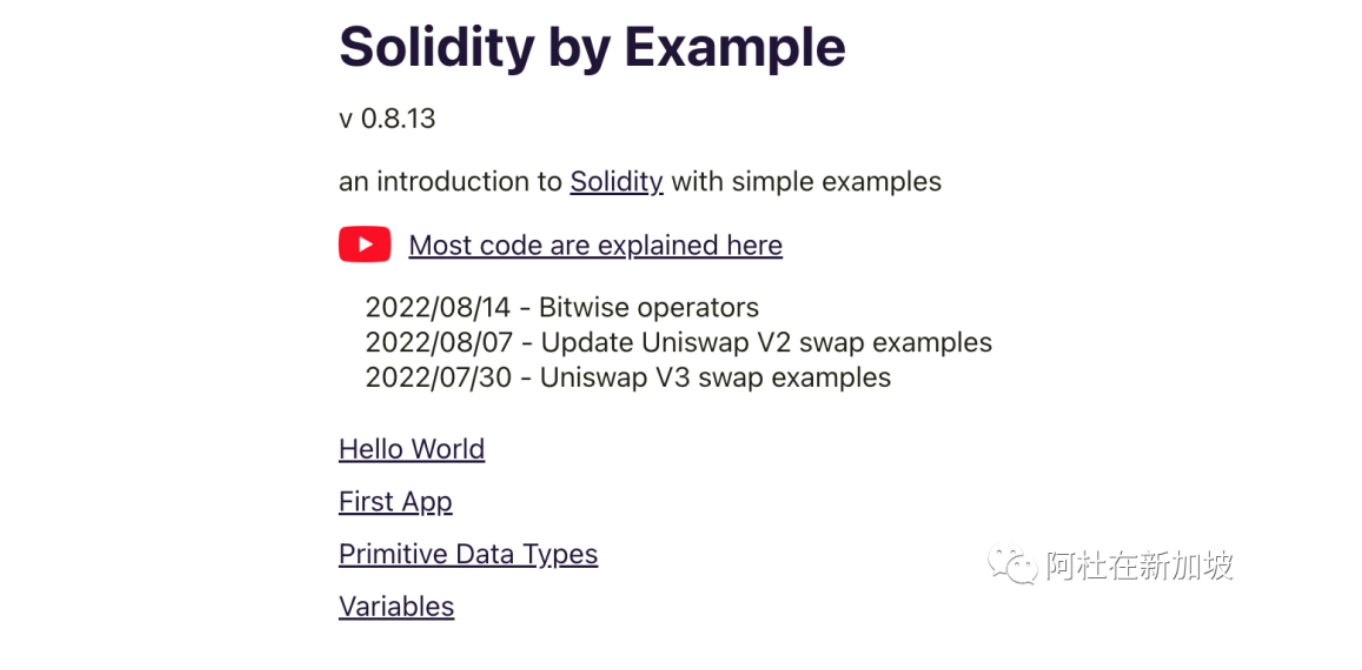 Solidity by Example
v 0.8.13
an introduction to Solidity with simple examples
Most code are explained here
2022/08/14 - Bitwise operators
2022/08/07 - Update Uniswap V2 swap examples
2022/07/30 - Uniswap V3 swap examples
Hello World
First App
Primitive Data Types
阿杜在新加坡
Variables